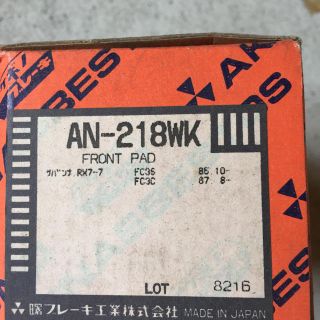 AKEBES
AN-218WK
FRONT PAD
サバンナ RX7-7 FC3S 85.10-
FC3C 87. 8-
LOT 8216
曙ブレーキ工業株式会社 MADE IN JAPAN